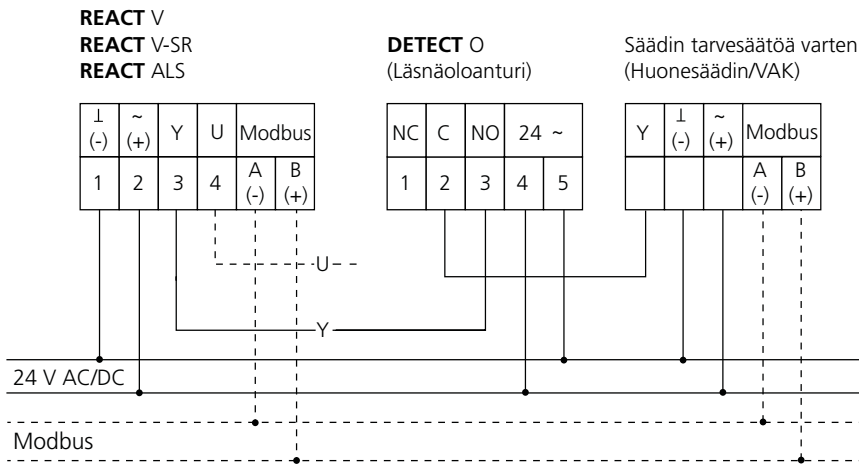 REACT V
REACT V-SR
REACT ALS
DETECT O
(Läsnäoloanturi)
Säädin tarvesäätöä varten
(Huonesäädin/VAK)
⊥ (-) ~ (+) Y U Modbus
1 2 3 4 A (-) B (+)
NC C NO 24 ~
1 2 3 4 5
Y ⊥ (-) ~ (+) Modbus
A (-) B (+)
U
Y
24 V AC/DC
Modbus